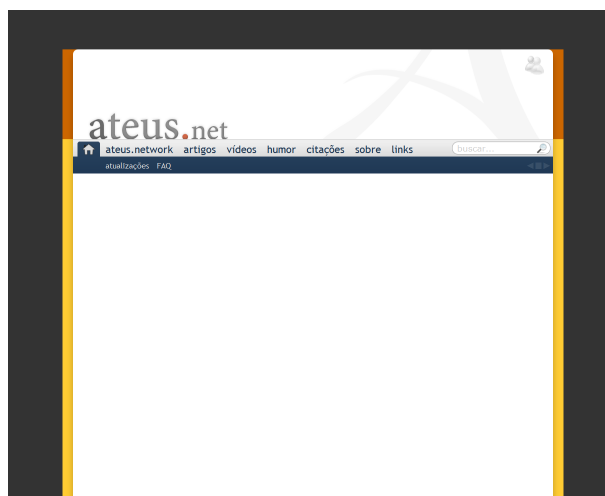 ateus.net
ateus.network artigos vídeos humor citações sobre links buscar...
atualizações FAQ